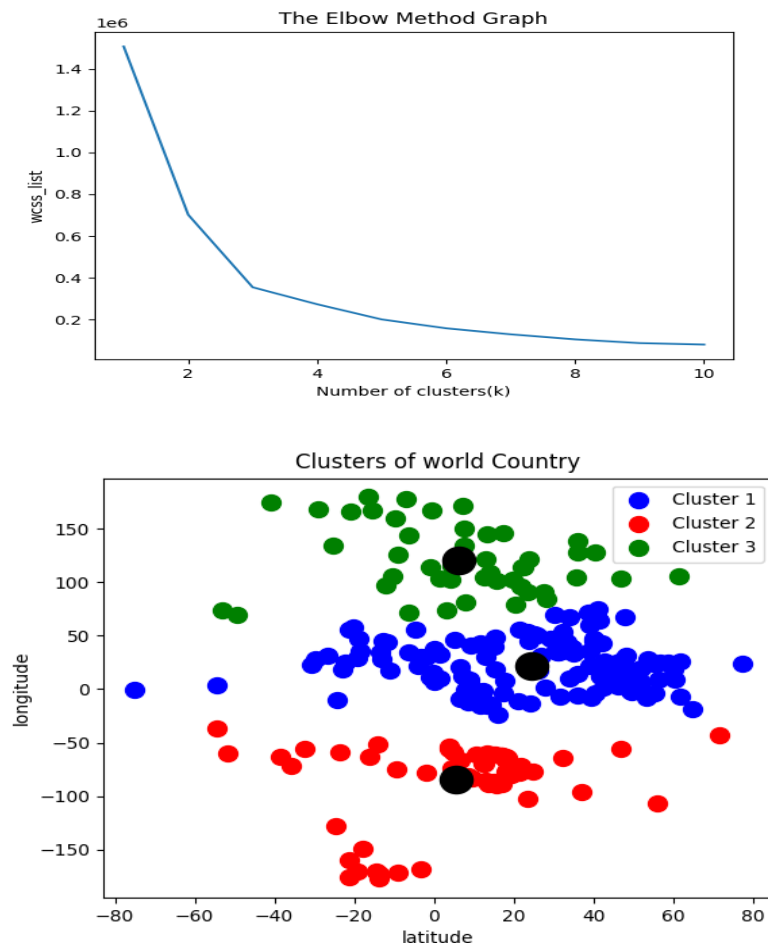 The Elbow Method Graph
1e6
1.4
1.2
1.0
0.8
0.6
0.4
0.2
wcss_list
2 4 6 8 10
Number of clusters(k)
Clusters of world Country
Cluster 1
Cluster 2
Cluster 3
150
100
50
0
−50
−100
−150
longitude
−80 −60 −40 −20 0 20 40 60 80
latitude